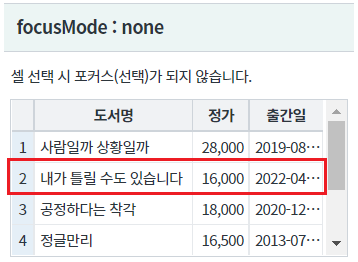 focusMode : none
셀 선택 시 포커스(선택)가 되지 않습니다.
도서명 정가 출간일
1 사람일까 상황일까 28,000 2019-08…
2 내가 틀릴 수도 있습니다 16,000 2022-04…
3 공정하다는 착각 18,000 2020-12…
4 정글만리 16,500 2013-07…